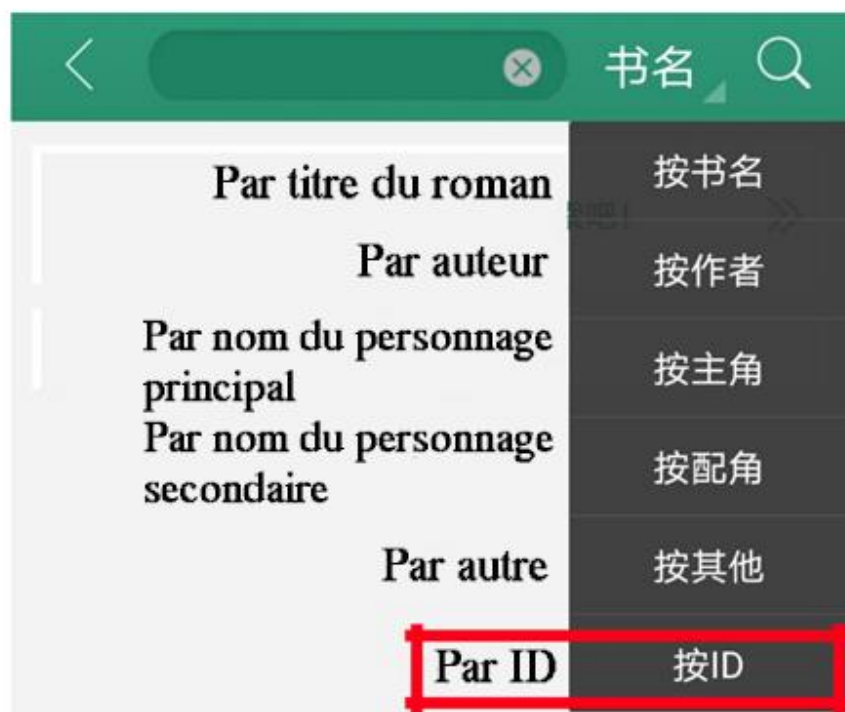 书名
Par titre du roman
按书名
Par auteur
按作者
Par nom du personnage
principal
按主角
Par nom du personnage
secondaire
按配角
Par autre
按其他
Par ID
按ID